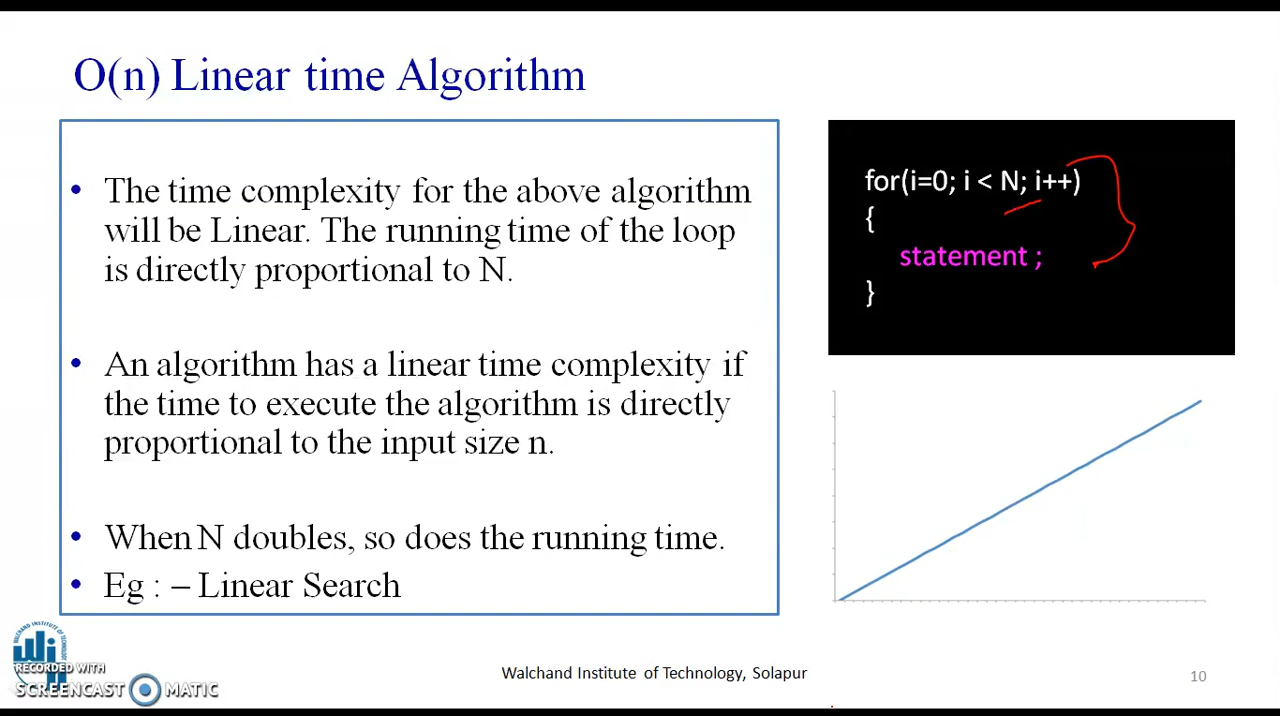 O(n) Linear time Algorithm
• The time complexity for the above algorithm
will be Linear. The running time of the loop
is directly proportional to N.
• An algorithm has a linear time complexity if
the time to execute the algorithm is directly
proportional to the input size n.
• When N doubles, so does the running time.
• Eg : – Linear Search
for(i=0; i < N; i++)
{
statement ;
}
RECORDED WITH
SCREENCAST MATIC
Walchand Institute of Technology, Solapur
10